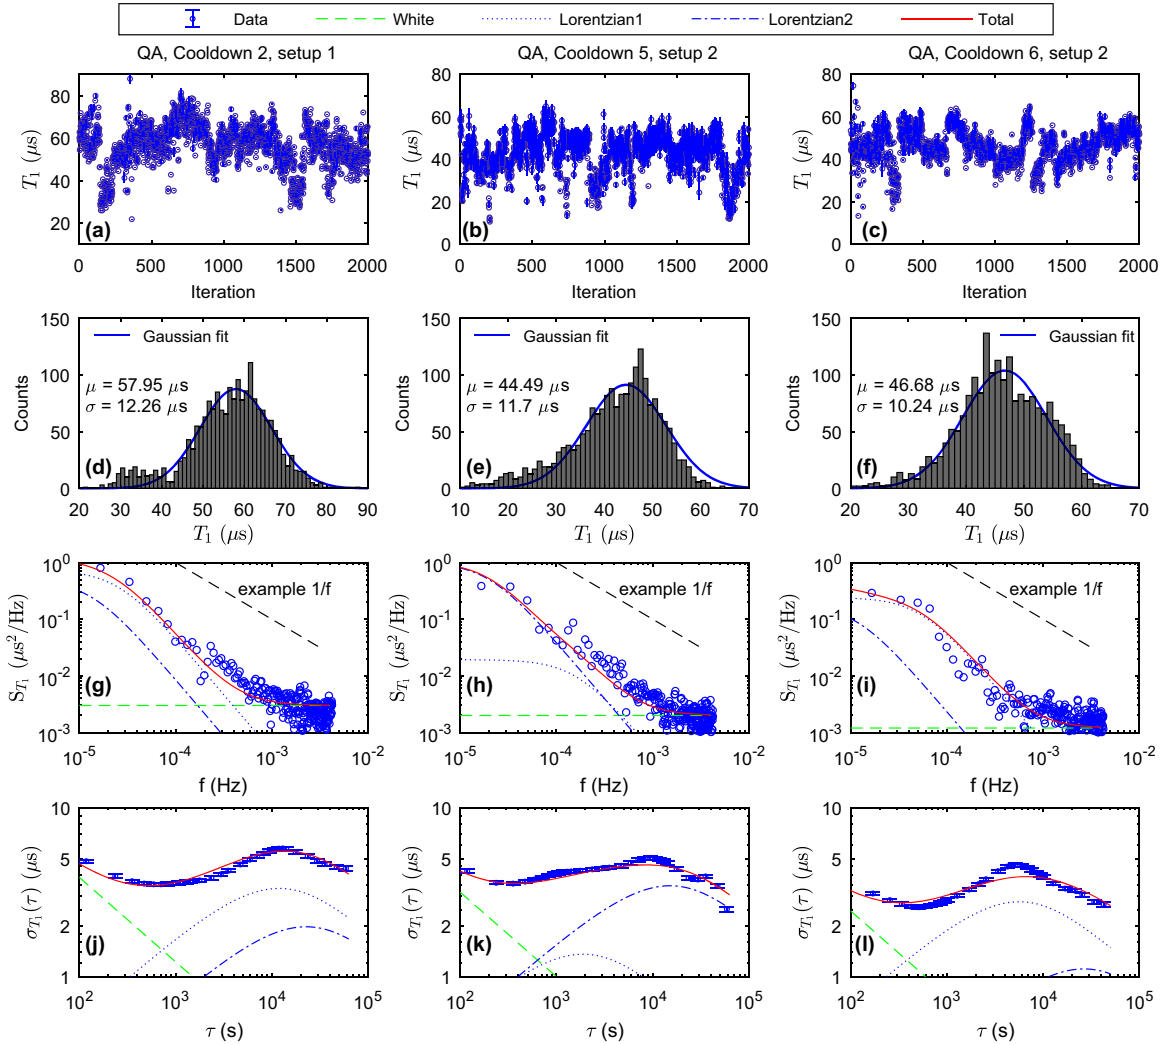 Data White Lorentzian1 Lorentzian2 Total
QA, Cooldown 2, setup 1
QA, Cooldown 5, setup 2
QA, Cooldown 6, setup 2
T1 (μs)
80
60
40
20
(a)
0 500 1000 1500 2000
Iteration
T1 (μs)
80
60
40
20
0
(b)
0 500 1000 1500 2000
Iteration
T1 (μs)
80
60
40
20
0
(c)
0 500 1000 1500 2000
Iteration
Counts
150
100
50
0
Gaussian fit
μ = 57.95 μs
σ = 12.26 μs
(d)
20 30 40 50 60 70 80 90
T1 (μs)
Counts
150
100
50
0
Gaussian fit
μ = 44.49 μs
σ = 11.7 μs
(e)
10 20 30 40 50 60 70
T1 (μs)
Counts
150
100
50
0
Gaussian fit
μ = 46.68 μs
σ = 10.24 μs
(f)
20 30 40 50 60 70
T1 (μs)
S_T1 (μs²/Hz)
10^0
10^-1
10^-2
10^-3
example 1/f
(g)
10^-5 10^-4 10^-3 10^-2
f (Hz)
S_T1 (μs²/Hz)
10^0
10^-1
10^-2
10^-3
example 1/f
(h)
10^-5 10^-4 10^-3 10^-2
f (Hz)
S_T1 (μs²/Hz)
10^0
10^-1
10^-2
10^-3
example 1/f
(i)
10^-5 10^-4 10^-3 10^-2
f (Hz)
σ_T1(τ) (μs)
10
5
2
1
(j)
10^2 10^3 10^4 10^5
τ (s)
σ_T1(τ) (μs)
10
5
2
1
(k)
10^2 10^3 10^4 10^5
τ (s)
σ_T1(τ) (μs)
10
5
2
1
(l)
10^2 10^3 10^4 10^5
τ (s)